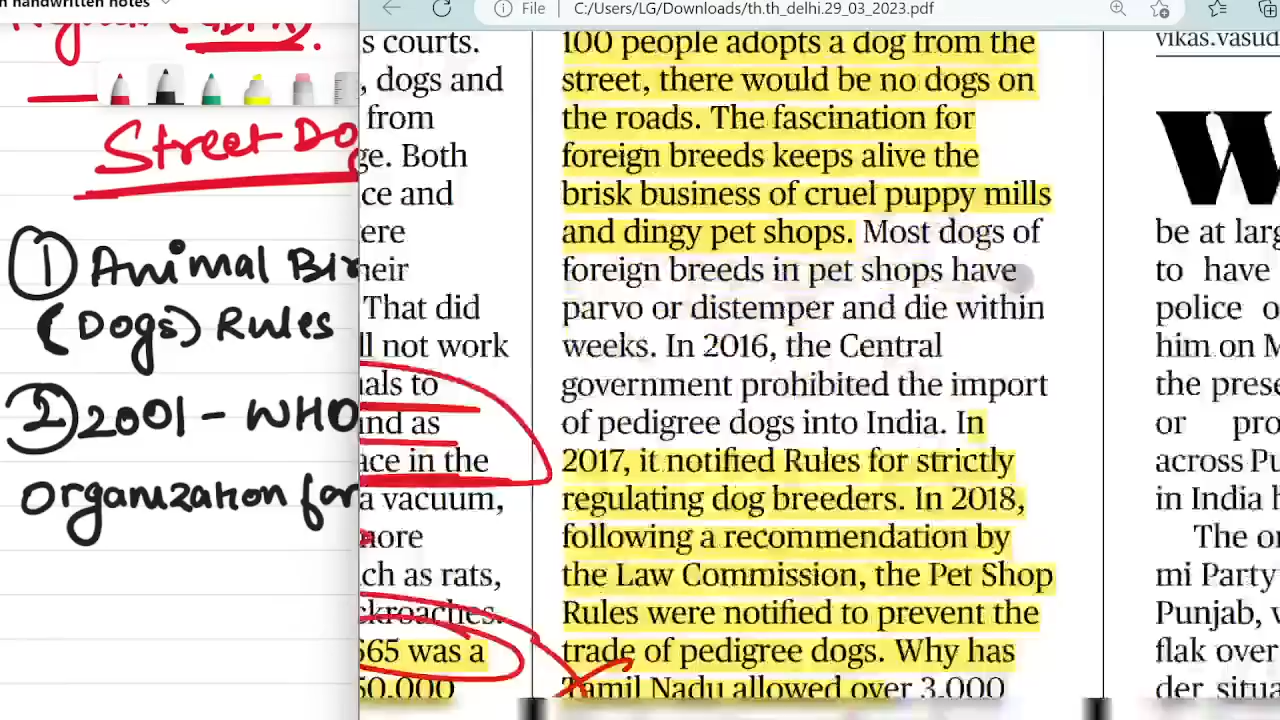 handwritten notes
File C:/Users/LG/Downloads/th.th_delhi.29_03_2023.pdf
Street Do
① Animal Bir
(Dogs) Rules
② 2001 - WHO
Organization for
s courts.
, dogs and
from
ge. Both
ce and
ere
heir
That did
ll not work
nals to
nd as
ace in the
a vacuum,
more
ch as rats,
ckroaches.
665 was a
50,000
100 people adopts a dog from the
street, there would be no dogs on
the roads. The fascination for
foreign breeds keeps alive the
brisk business of cruel puppy mills
and dingy pet shops. Most dogs of
foreign breeds in pet shops have
parvo or distemper and die within
weeks. In 2016, the Central
government prohibited the import
of pedigree dogs into India. In
2017, it notified Rules for strictly
regulating dog breeders. In 2018,
following a recommendation by
the Law Commission, the Pet Shop
Rules were notified to prevent the
trade of pedigree dogs. Why has
Tamil Nadu allowed over 3,000
vikas.vasud
W
be at larg
to have
police o
him on M
the prese
or pro
across Pu
in India h
The o
mi Party
Punjab, w
flak over
der situa